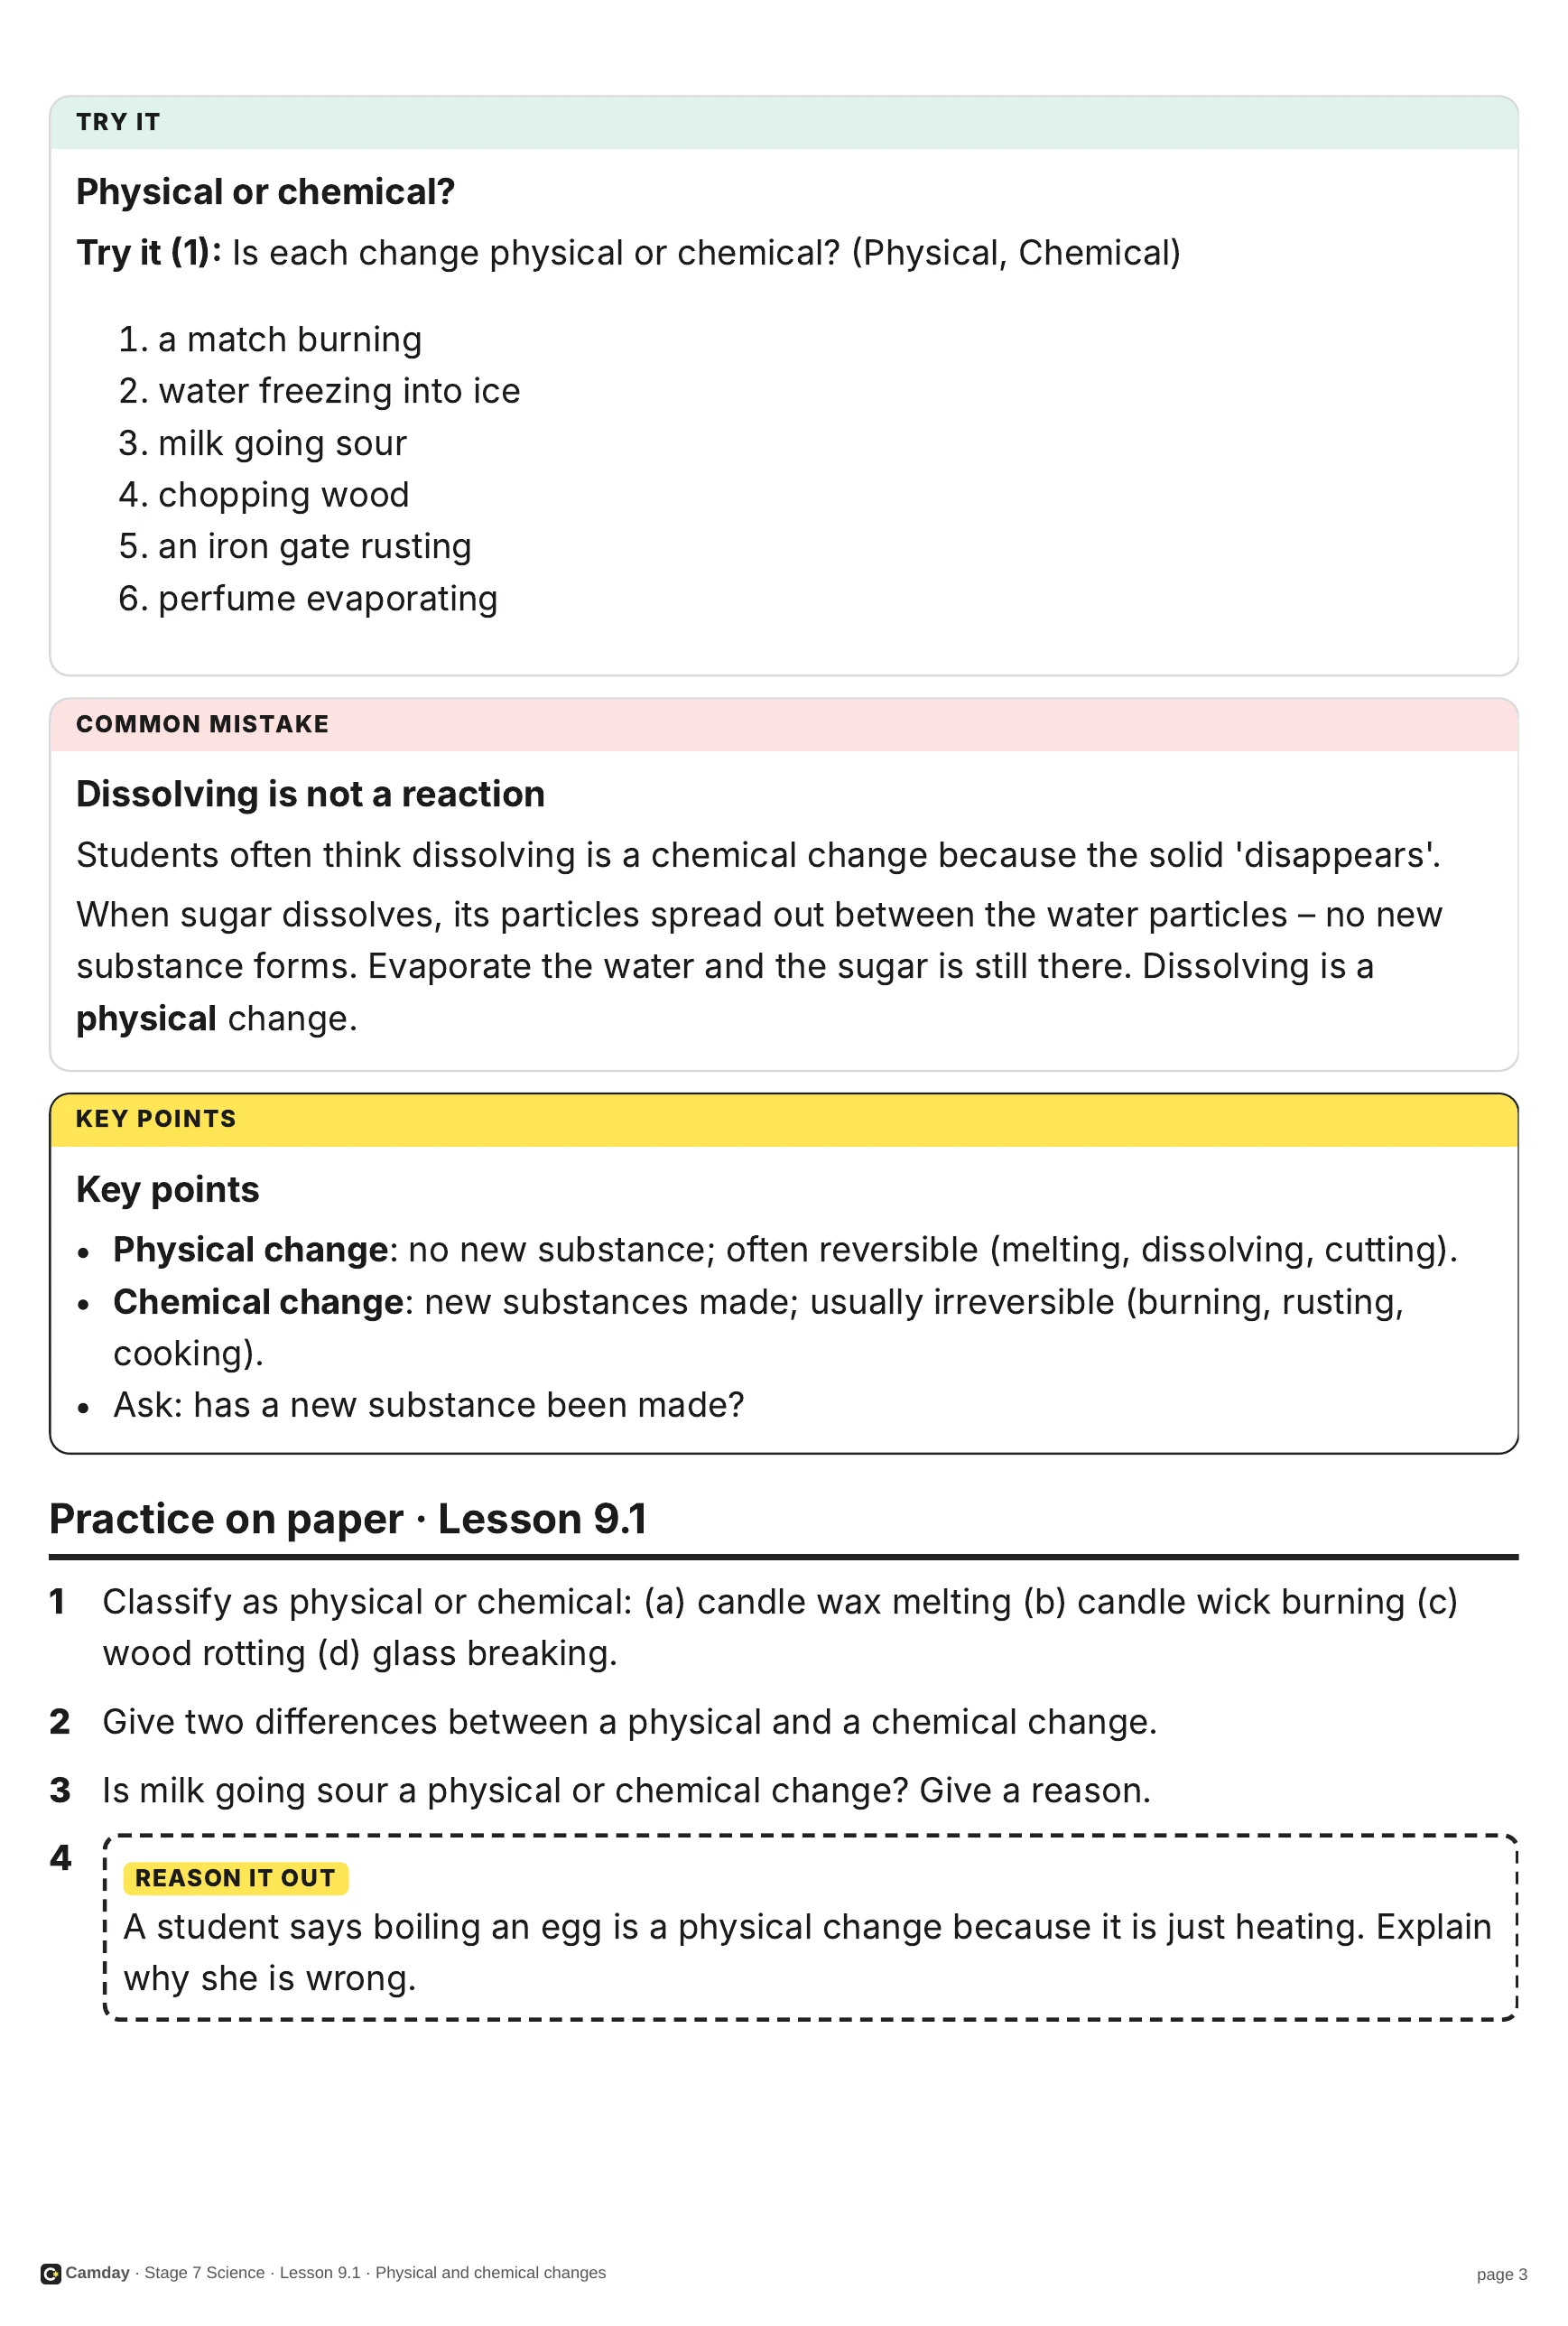 TRY IT
Physical or chemical?
Try it (1): Is each change physical or chemical? (Physical, Chemical)
1. a match burning
2. water freezing into ice
3. milk going sour
4. chopping wood
5. an iron gate rusting
6. perfume evaporating
COMMON MISTAKE
Dissolving is not a reaction
Students often think dissolving is a chemical change because the solid 'disappears'.
When sugar dissolves, its particles spread out between the water particles – no new
substance forms. Evaporate the water and the sugar is still there. Dissolving is a
physical change.
KEY POINTS
Key points
• Physical change: no new substance; often reversible (melting, dissolving, cutting).
• Chemical change: new substances made; usually irreversible (burning, rusting,
cooking).
• Ask: has a new substance been made?
Practice on paper · Lesson 9.1
1 Classify as physical or chemical: (a) candle wax melting (b) candle wick burning (c)
wood rotting (d) glass breaking.
2 Give two differences between a physical and a chemical change.
3 Is milk going sour a physical or chemical change? Give a reason.
4 REASON IT OUT
A student says boiling an egg is a physical change because it is just heating. Explain
why she is wrong.
Camday · Stage 7 Science · Lesson 9.1 · Physical and chemical changes
page 3